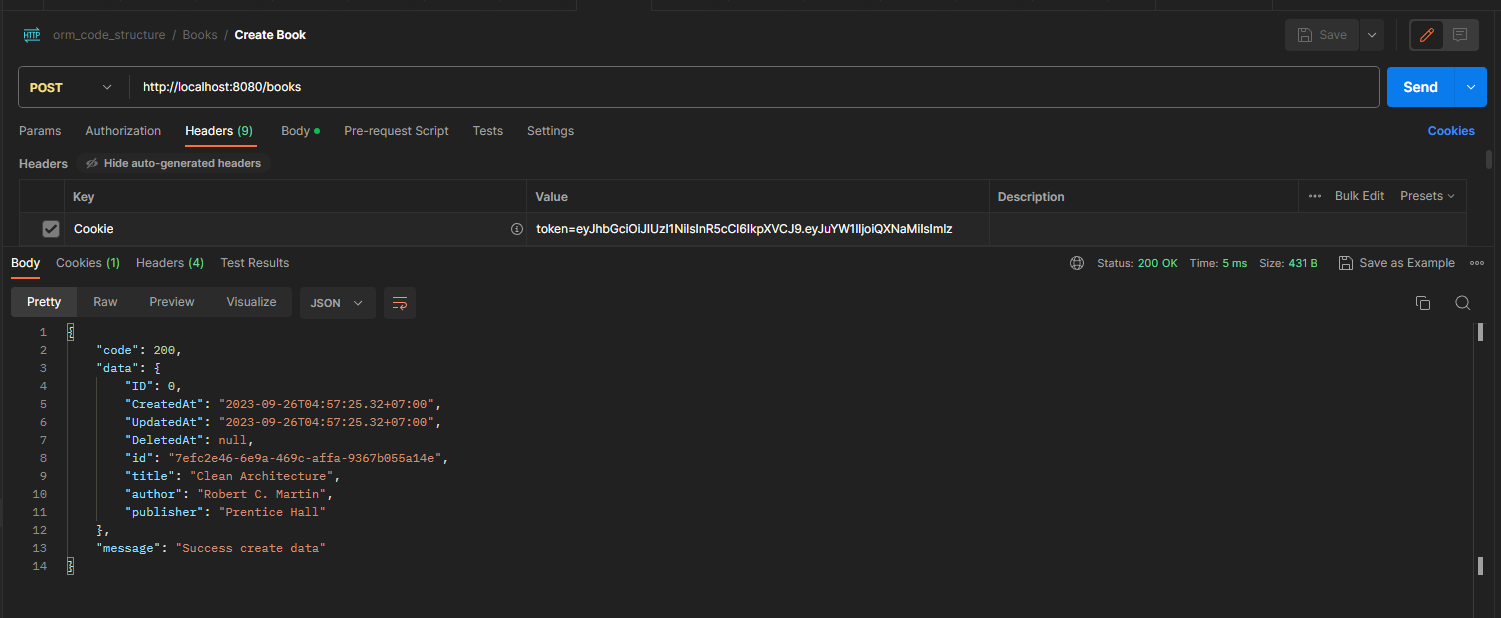 HTTP orm_code_structure / Books / Create Book Save
POST http://localhost:8080/books Send
Params Authorization Headers (9) Body Pre-request Script Tests Settings Cookies
Headers Hide auto-generated headers
Key Value Description ... Bulk Edit Presets
Cookie token=eyJhbGciOiJIUzI1NiIsInR5cCI6IkpXVCJ9.eyJuYW1lIjoiQXNaMiIsImlz
Body Cookies (1) Headers (4) Test Results Status: 200 OK Time: 5 ms Size: 431 B Save as Example
Pretty Raw Preview Visualize JSON
1 {
2 "code": 200,
3 "data": {
4 "ID": 0,
5 "CreatedAt": "2023-09-26T04:57:25.32+07:00",
6 "UpdatedAt": "2023-09-26T04:57:25.32+07:00",
7 "DeletedAt": null,
8 "id": "7efc2e46-6e9a-469c-affa-9367b055a14e",
9 "title": "Clean Architecture",
10 "author": "Robert C. Martin",
11 "publisher": "Prentice Hall"
12 },
13 "message": "Success create data"
14 }